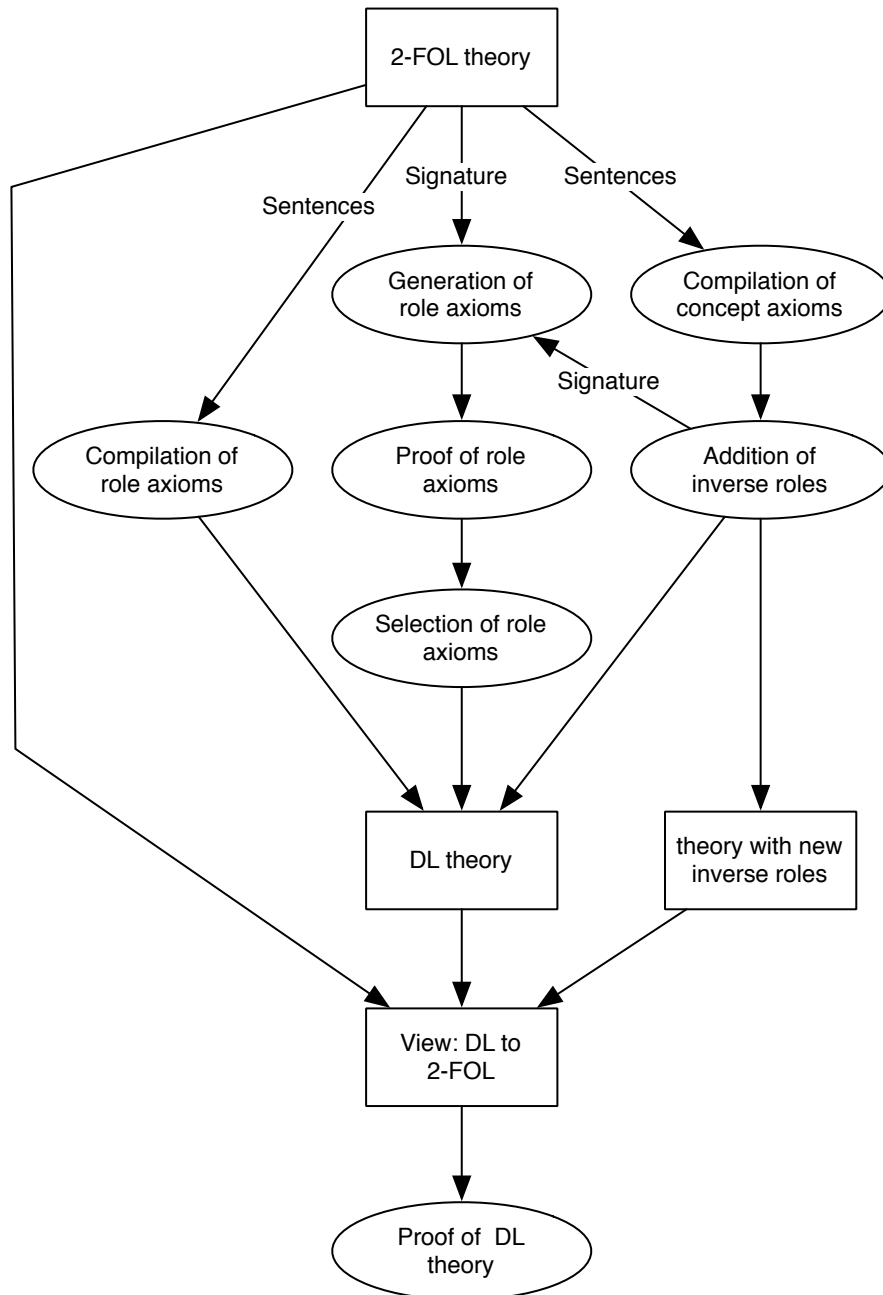 2-FOL theory
Signature
Sentences
Sentences
Generation of
role axioms
Compilation of
concept axioms
Signature
Compilation of
role axioms
Proof of role
axioms
Addition of
inverse roles
Selection of role
axioms
DL theory
theory with new
inverse roles
View: DL to
2-FOL
Proof of DL
theory